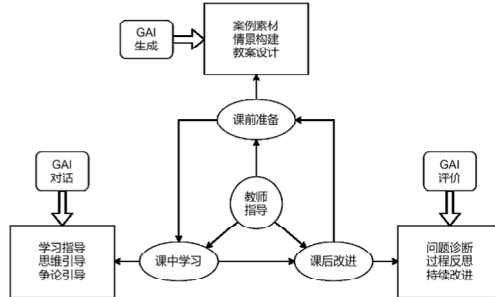 GAI
生成
案例素材
情景构建
教案设计
课前准备
GAI
对话
教师
指导
GAI
评价
学习指导
思维引导
争论引导
课中学习
课后改进
问题诊断
过程反思
持续改进